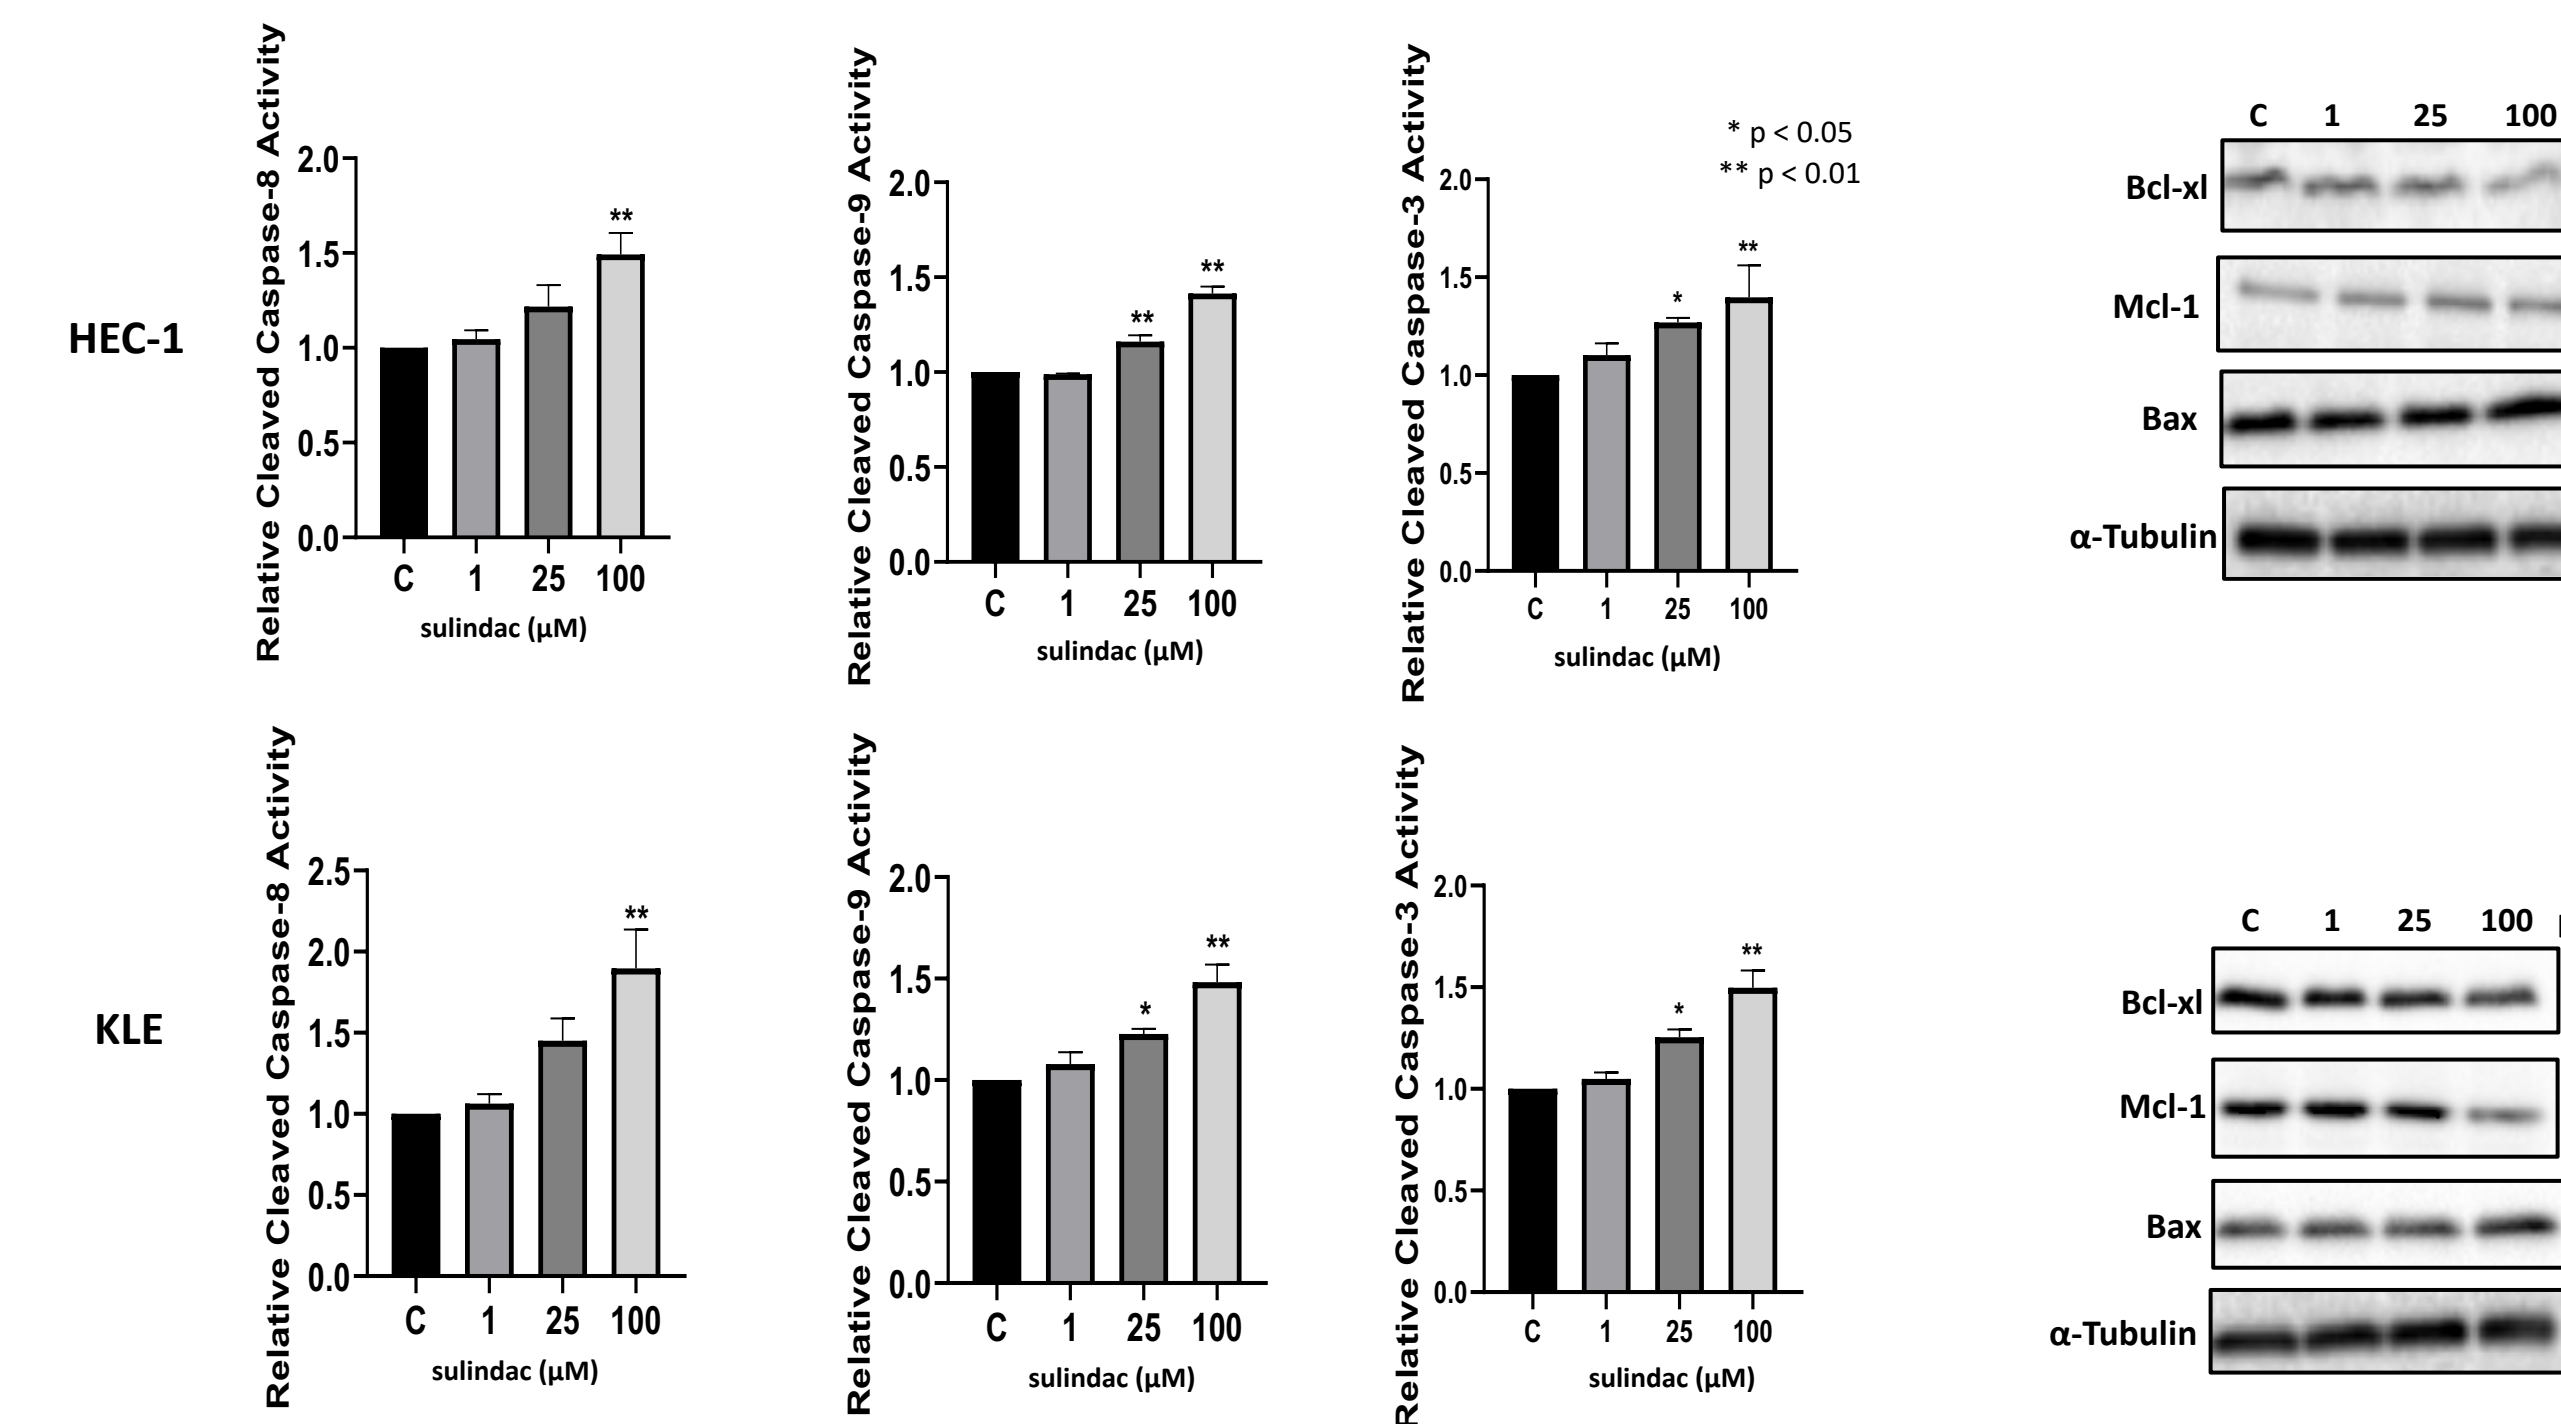 HEC-1
Relative Cleaved Caspase-8 Activity
2.0
1.5
1.0
0.5
0.0
**
C 1 25 100
sulindac (µM)
Relative Cleaved Caspase-9 Activity
2.0
1.5
1.0
0.5
0.0
**
**
C 1 25 100
sulindac (µM)
Relative Cleaved Caspase-3 Activity
* p < 0.05
** p < 0.01
2.0
1.5
1.0
0.5
0.0
*
**
C 1 25 100
sulindac (µM)
C 1 25 100
Bcl-xl
Mcl-1
Bax
α-Tubulin
KLE
Relative Cleaved Caspase-8 Activity
2.5
2.0
1.5
1.0
0.5
0.0
**
C 1 25 100
sulindac (µM)
Relative Cleaved Caspase-9 Activity
2.0
1.5
1.0
0.5
0.0
*
**
C 1 25 100
sulindac (µM)
Relative Cleaved Caspase-3 Activity
2.0
1.5
1.0
0.5
0.0
*
**
C 1 25 100
sulindac (µM)
C 1 25 100
Bcl-xl
Mcl-1
Bax
α-Tubulin